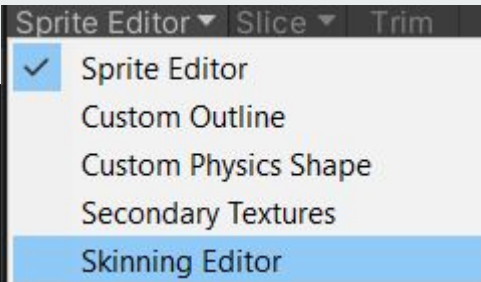 Sprite Editor Slice Trim
Sprite Editor
Custom Outline
Custom Physics Shape
Secondary Textures
Skinning Editor